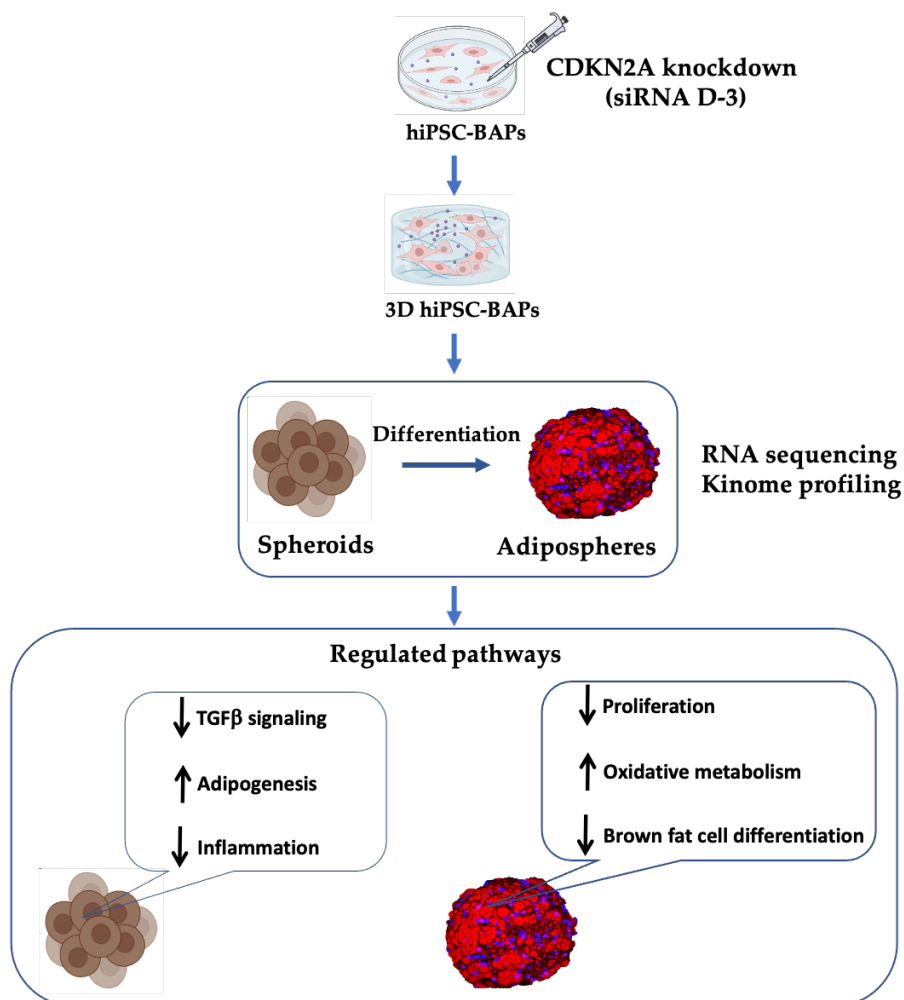 CDKN2A knockdown
(siRNA D-3)
hiPSC-BAPs
3D hiPSC-BAPs
Differentiation
Spheroids
Adipospheres
RNA sequencing
Kinome profiling
Regulated pathways
TGFβ signaling
Adipogenesis
Inflammation
Proliferation
Oxidative metabolism
Brown fat cell differentiation